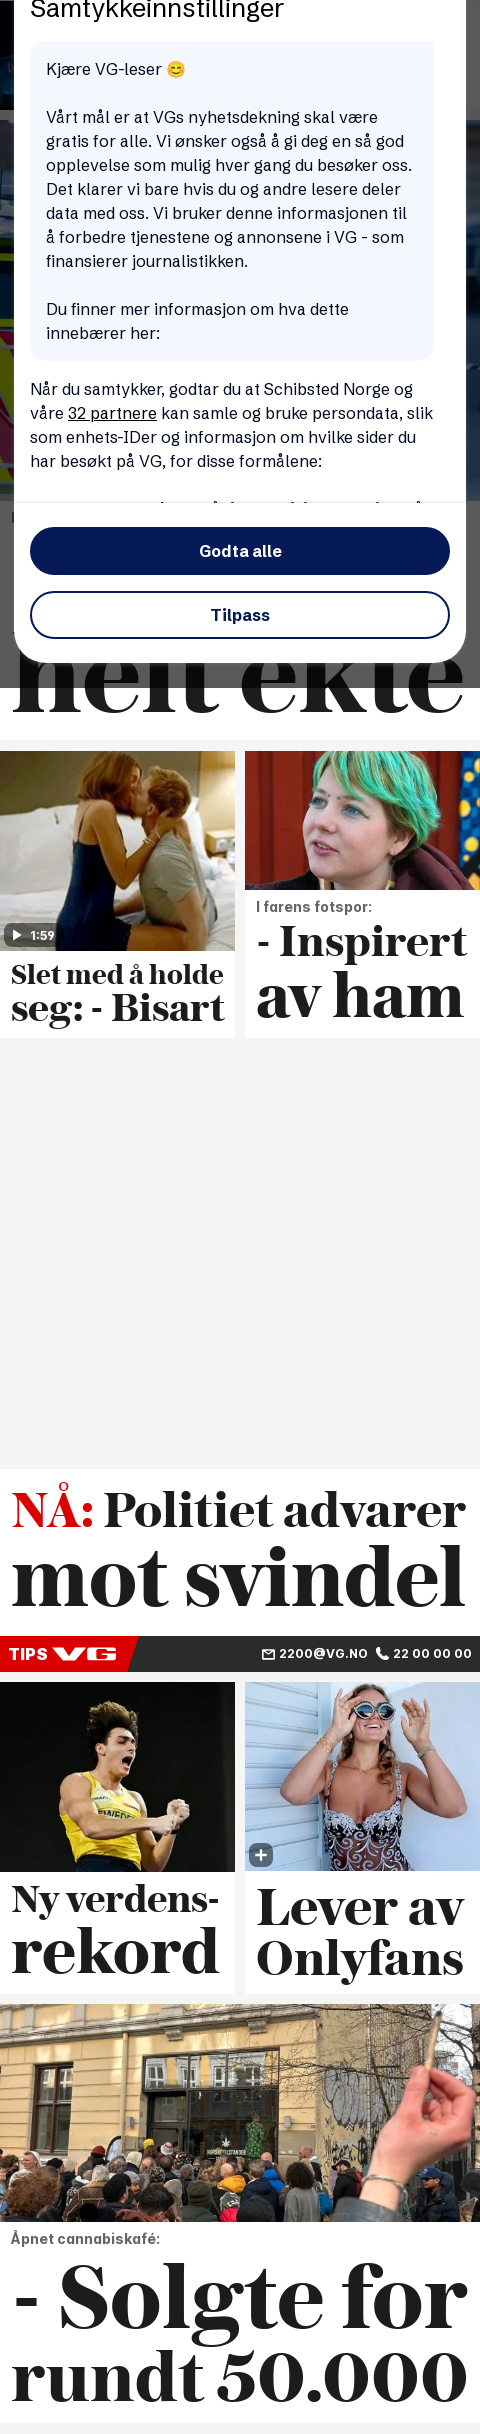 Samtykkeinnstillinger
Kjære VG-leser 😊
Vårt mål er at VGs nyhetsdekning skal være
gratis for alle. Vi ønsker også å gi deg en så god
opplevelse som mulig hver gang du besøker oss.
Det klarer vi bare hvis du og andre lesere deler
data med oss. Vi bruker denne informasjonen til
å forbedre tjenestene og annonsene i VG - som
finansierer journalistikken.
Du finner mer informasjon om hva dette
innebærer her:
Når du samtykker, godtar du at Schibsted Norge og
våre 32 partnere kan samle og bruke persondata, slik
som enhets-IDer og informasjon om hvilke sider du
har besøkt på VG, for disse formålene:
Godta alle
Tilpass
helt ekte
1:59
Slet med å holde
seg: - Bisart
I farens fotspor:
- Inspirert
av ham
NÅ: Politiet advarer
mot svindel
TIPS VG
2200@VG.NO 22 00 00 00
Ny verdens-
rekord
Lever av
Onlyfans
Åpnet cannabiskafé:
- Solgte for
rundt 50.000